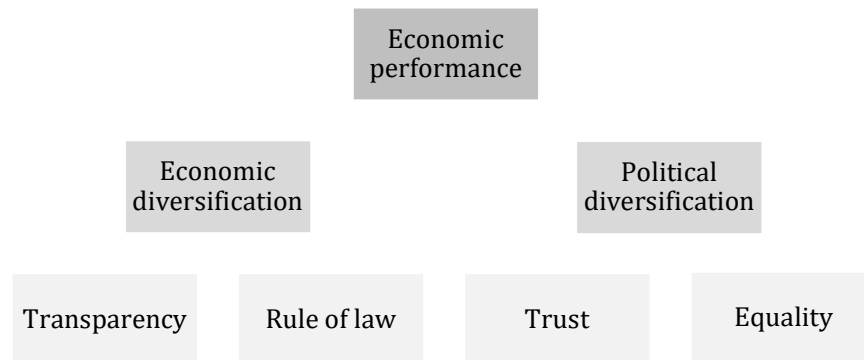 Economic
performance
Economic
diversification
Political
diversification
Transparency
Rule of law
Trust
Equality